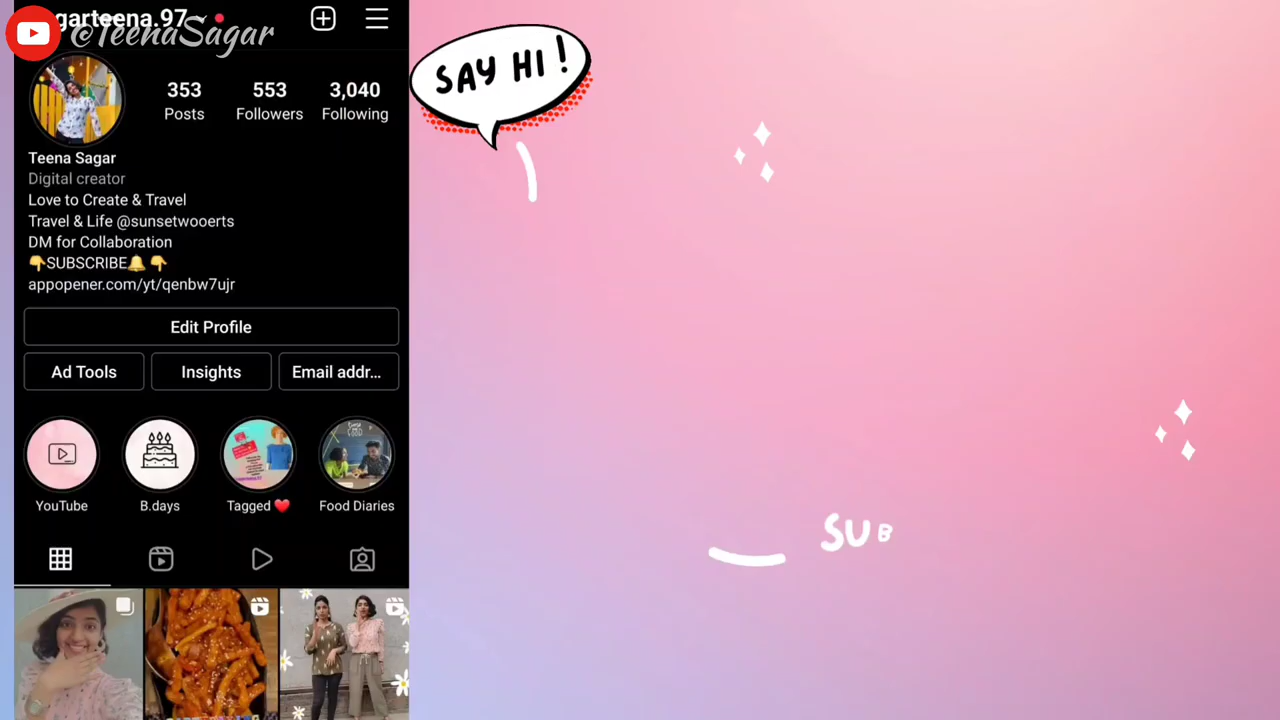 garteena.97
@TeenaSagar
SAY HI!
353 553 3,040
Posts Followers Following
Teena Sagar
Digital creator
Love to Create & Travel
Travel & Life @sunsetwooerts
DM for Collaboration
👇SUBSCRIBE🔔 👇
appopener.com/yt/qenbw7ujr
Edit Profile
Ad Tools Insights Email addr...
YouTube B.days Tagged ❤️ Food Diaries
SUB